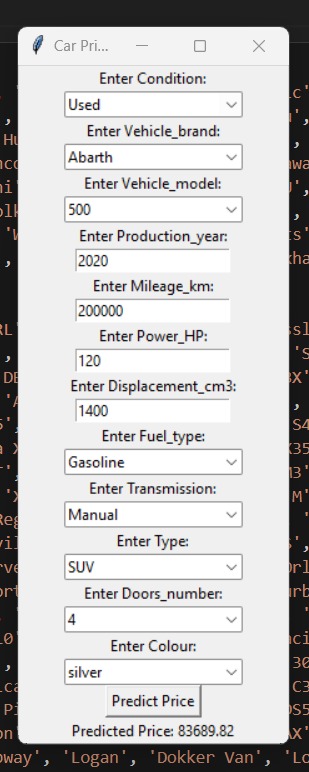 Car Pri...
Enter Condition:
Used
Enter Vehicle_brand:
Abarth
Enter Vehicle_model:
500
Enter Production_year:
2020
Enter Mileage_km:
200000
Enter Power_HP:
120
Enter Displacement_cm3:
1400
Enter Fuel_type:
Gasoline
Enter Transmission:
Manual
Enter Type:
SUV
Enter Doors_number:
4
Enter Colour:
silver
Predict Price
Predicted Price: 83689.82
'Logan', 'Dokker Van',